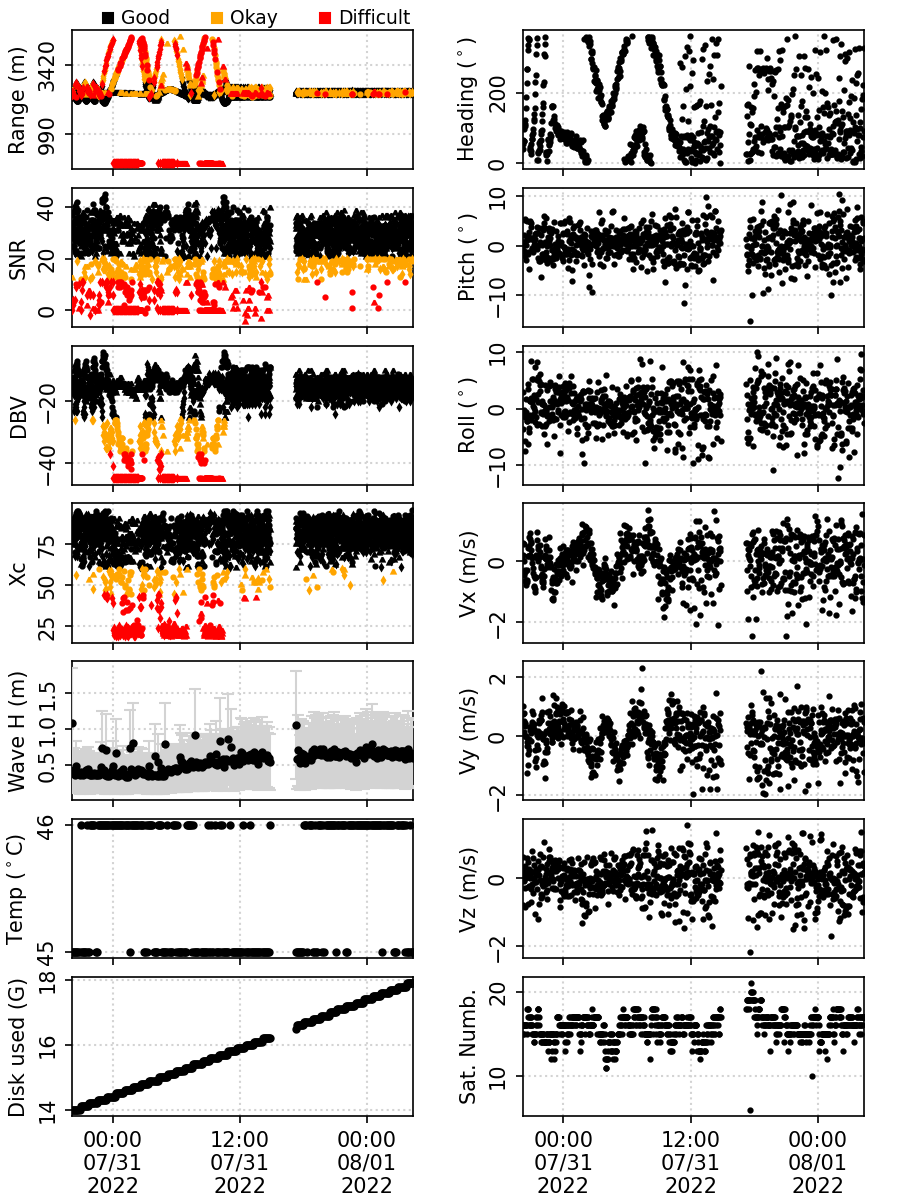 Good Okay Difficult
Range (m)
3420
990
Heading (°)
200
0
SNR
40
20
0
Pitch (°)
10
0
−10
DBV
−20
−40
Roll (°)
10
0
−10
Xc
75
50
25
Vx (m/s)
0
−2
Wave H (m)
1.5
1.0
0.5
Vy (m/s)
2
0
−2
Temp (°C)
46
45
Vz (m/s)
0
−2
Disk used (G)
18
16
14
Sat. Numb.
20
10
00:00 12:00 00:00
07/31 07/31 08/01
2022 2022 2022
00:00 12:00 00:00
07/31 07/31 08/01
2022 2022 2022